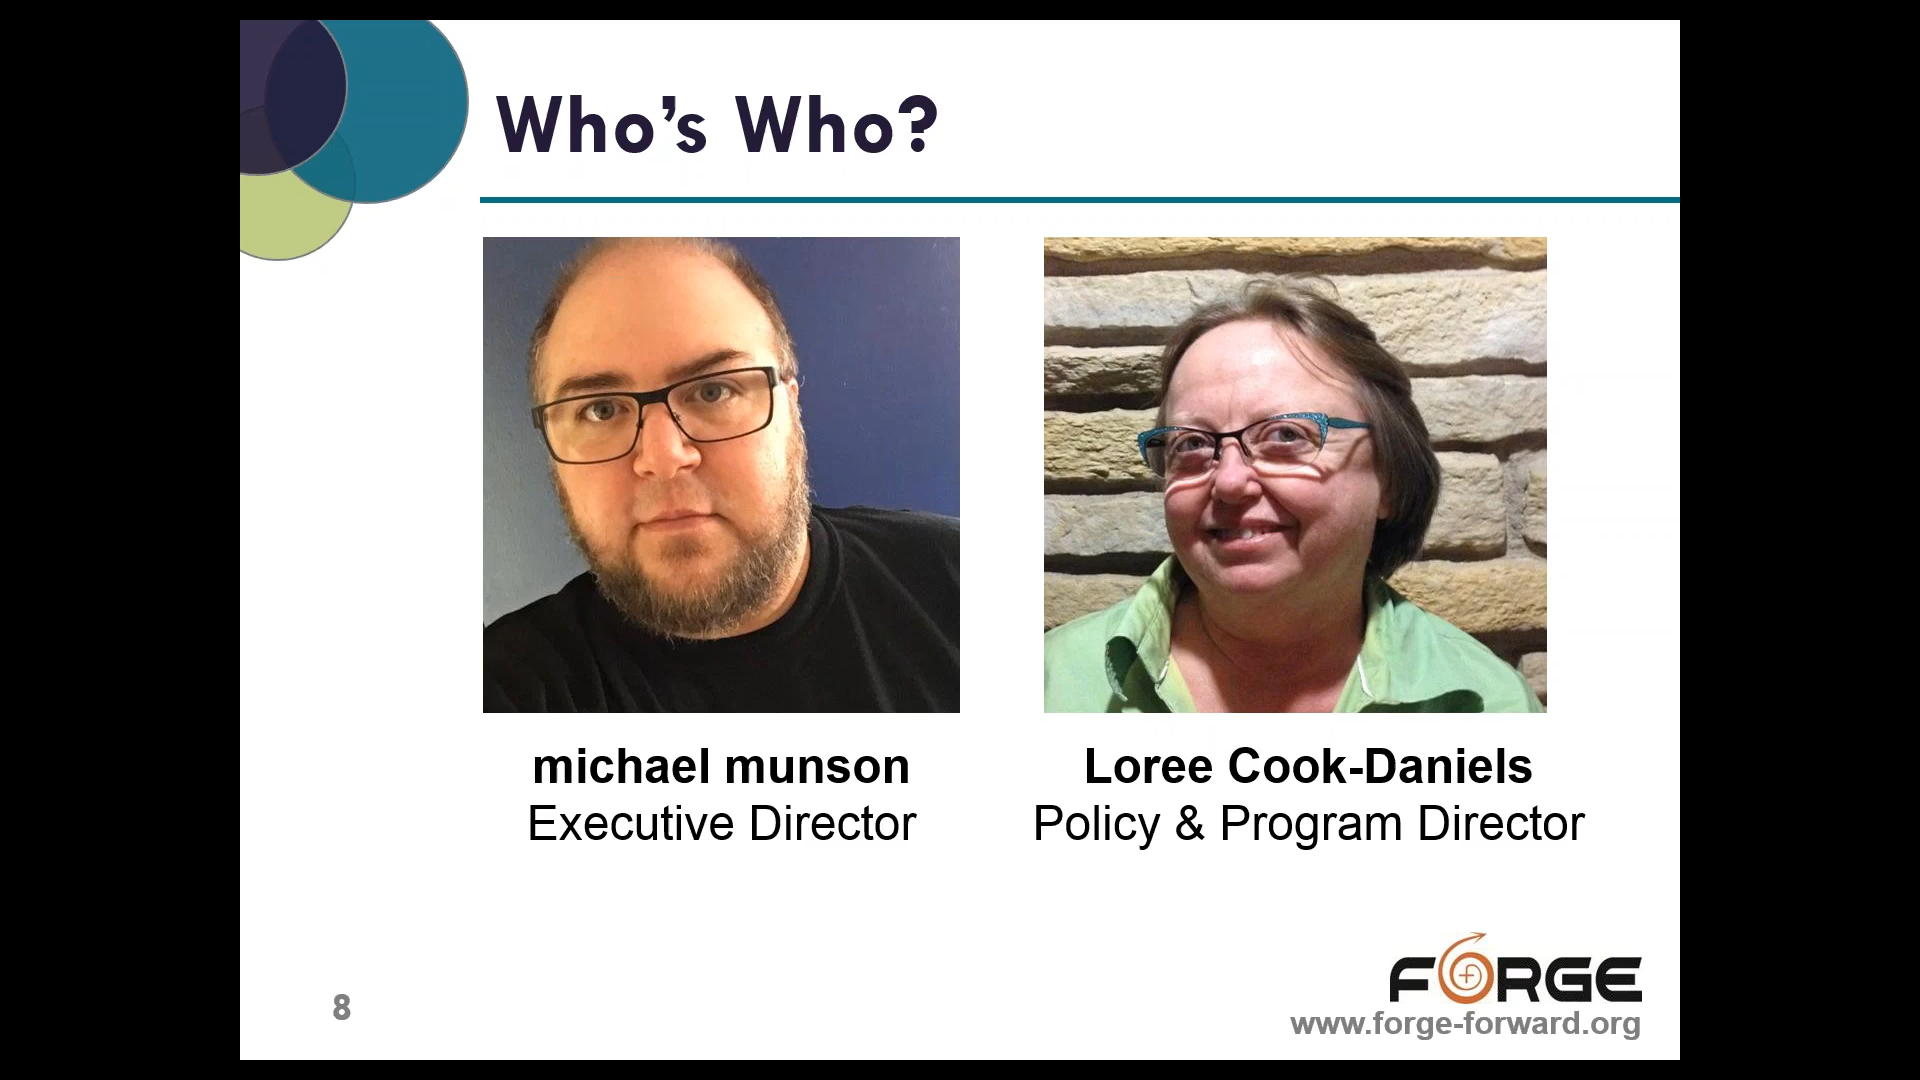 Who’s Who?
michael munson
Executive Director
Loree Cook-Daniels
Policy & Program Director
FORGE
www.forge-forward.org
8